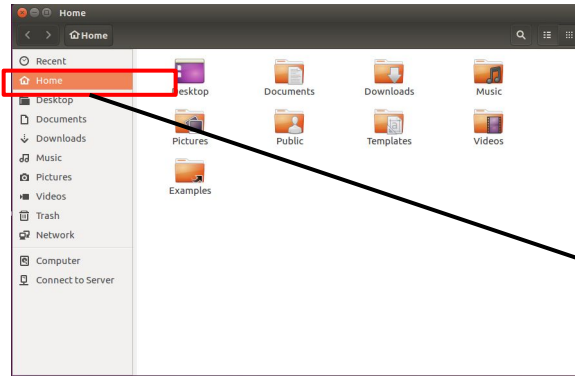 Home
Home
Recent
Home
Desktop
Documents
Downloads
Music
Pictures
Videos
Trash
Network
Computer
Connect to Server
Desktop Documents Downloads Music
Pictures Public Templates Videos
Examples